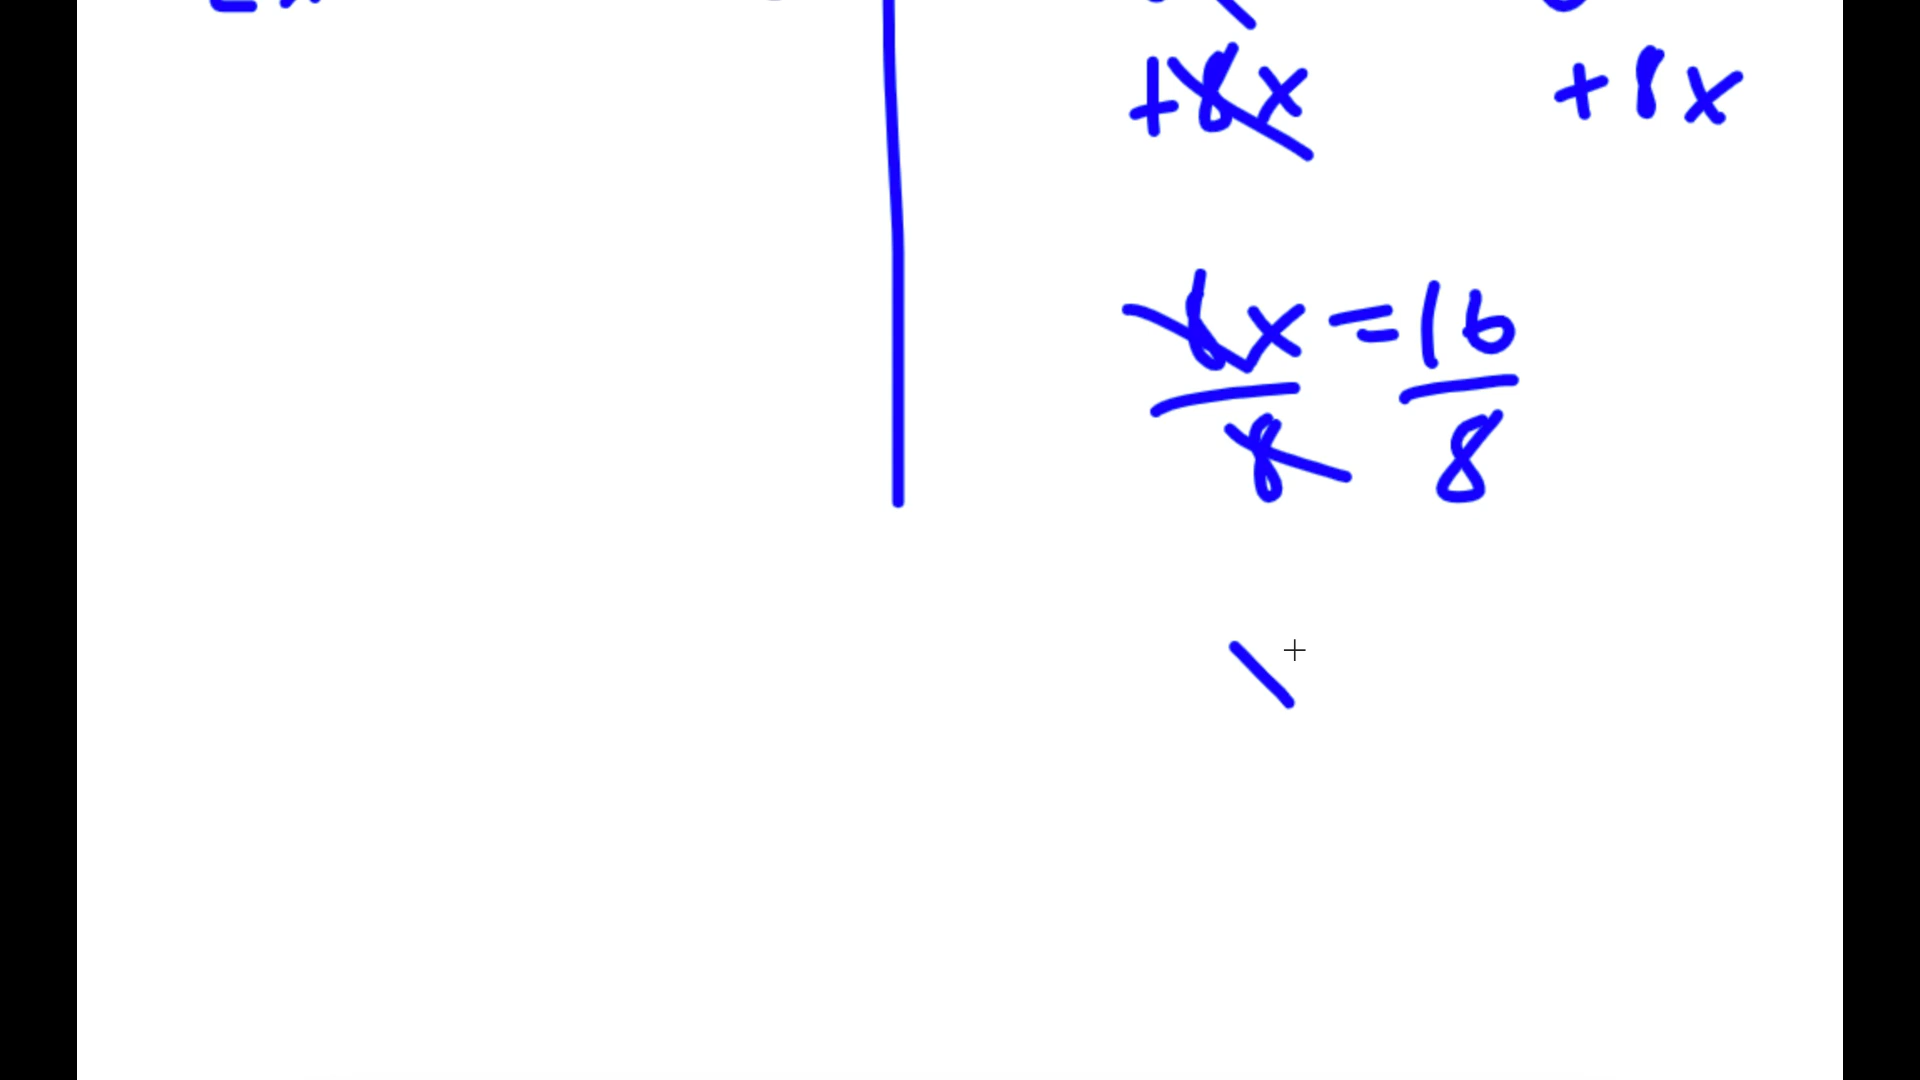 +8x +8x
8x = 16
8 8